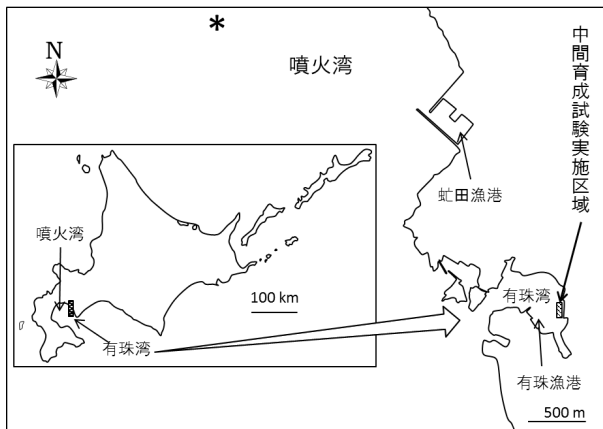 *
噴火湾
N
中間育成試験実施区域
虻田漁港
噴火湾
100 km
有珠湾
有珠湾
有珠漁港
500 m